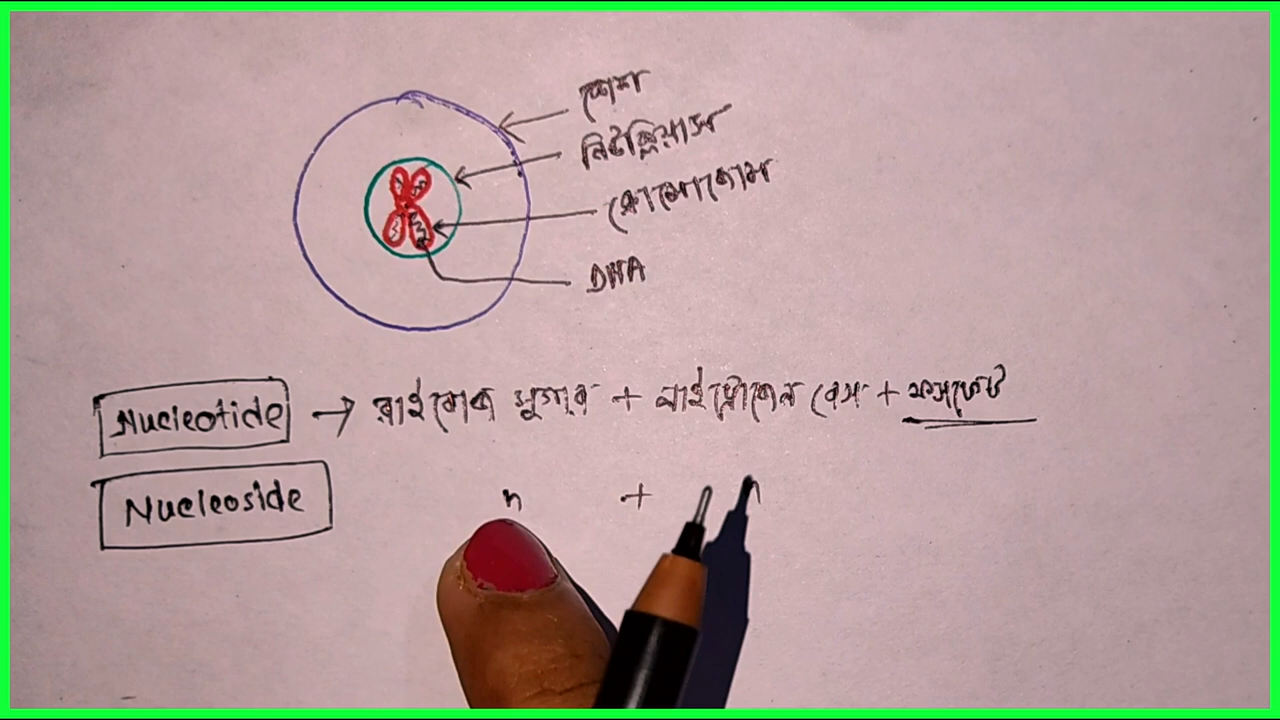 কোষ
নিউক্লিয়াস
ক্রোমোজোম
DNA
Nucleotide → রাইবোজ সুগার + নাইট্রোজেন বেস + ফসফেট
Nucleoside " + "